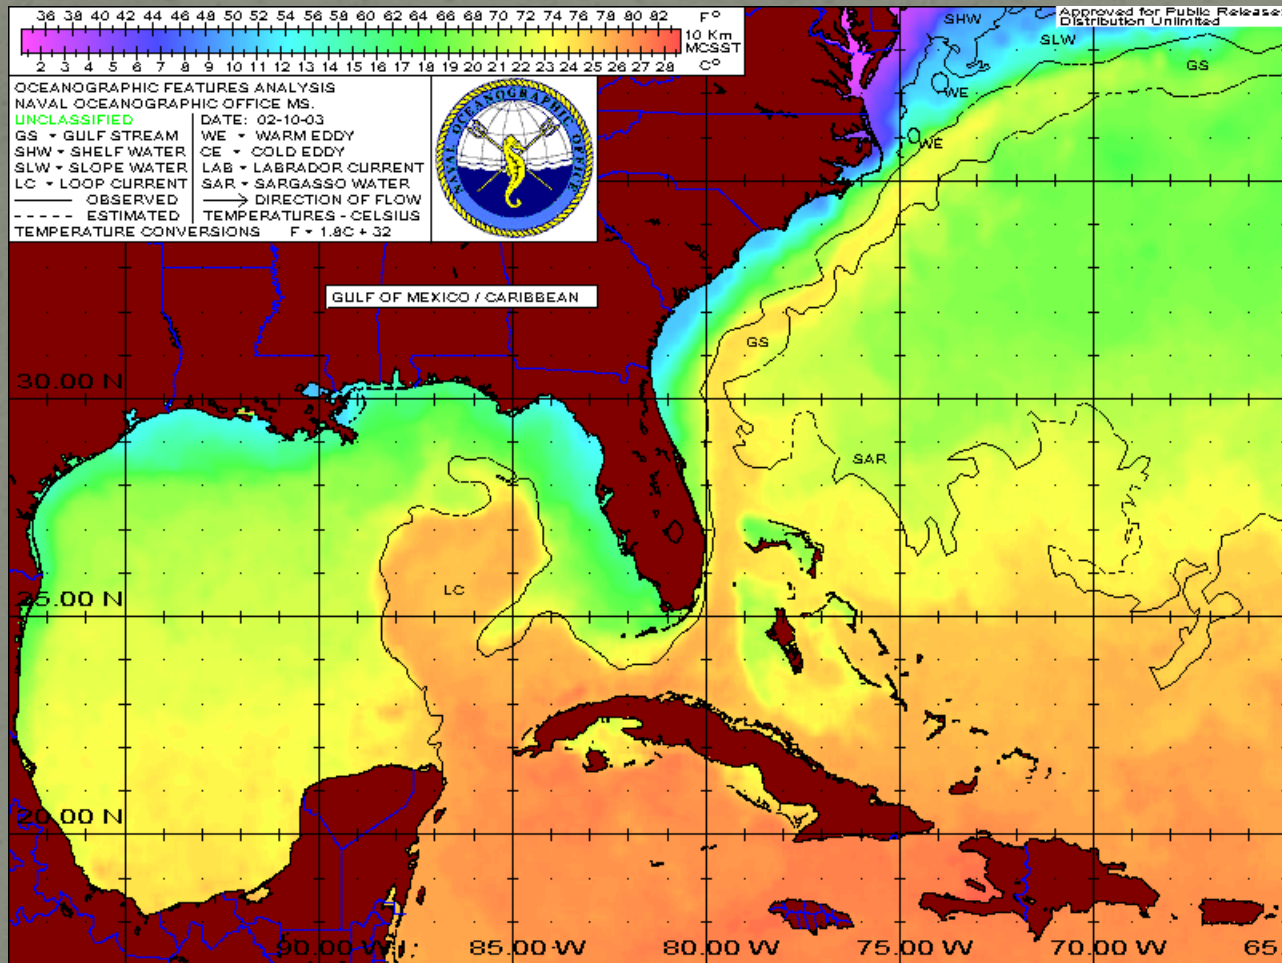 36 38 40 42 44 46 48 50 52 54 56 58 60 62 64 66 68 70 72 74 76 78 80 82 F°
10 Km
MCSST
2 3 4 5 6 7 8 9 10 11 12 13 14 15 16 17 18 19 20 21 22 23 24 25 26 28 C°
Approved for Public Release
Distribution Unlimited
OCEANOGRAPHIC FEATURES ANALYSIS
NAVAL OCEANOGRAPHIC OFFICE MS.
UNCLASSIFIED DATE: 02-10-03
GS - GULF STREAM WE - WARM EDDY
SHW - SHELF WATER CE - COLD EDDY
SLW - SLOPE WATER LAB - LABRADOR CURRENT
LC - LOOP CURRENT SAR - SARGASSO WATER
OBSERVED DIRECTION OF FLOW
ESTIMATED TEMPERATURES - CELSIUS
TEMPERATURE CONVERSIONS F = 1.8C + 32
NAVAL OCEANOGRAPHIC OFFICE
SHW
SLW
GS
WE
WE
GULF OF MEXICO / CARIBBEAN
GS
30.00 N
SAR
LC
25.00 N
20.00 N
90.00 W 85.00 W 80.00 W 75.00 W 70.00 W 65